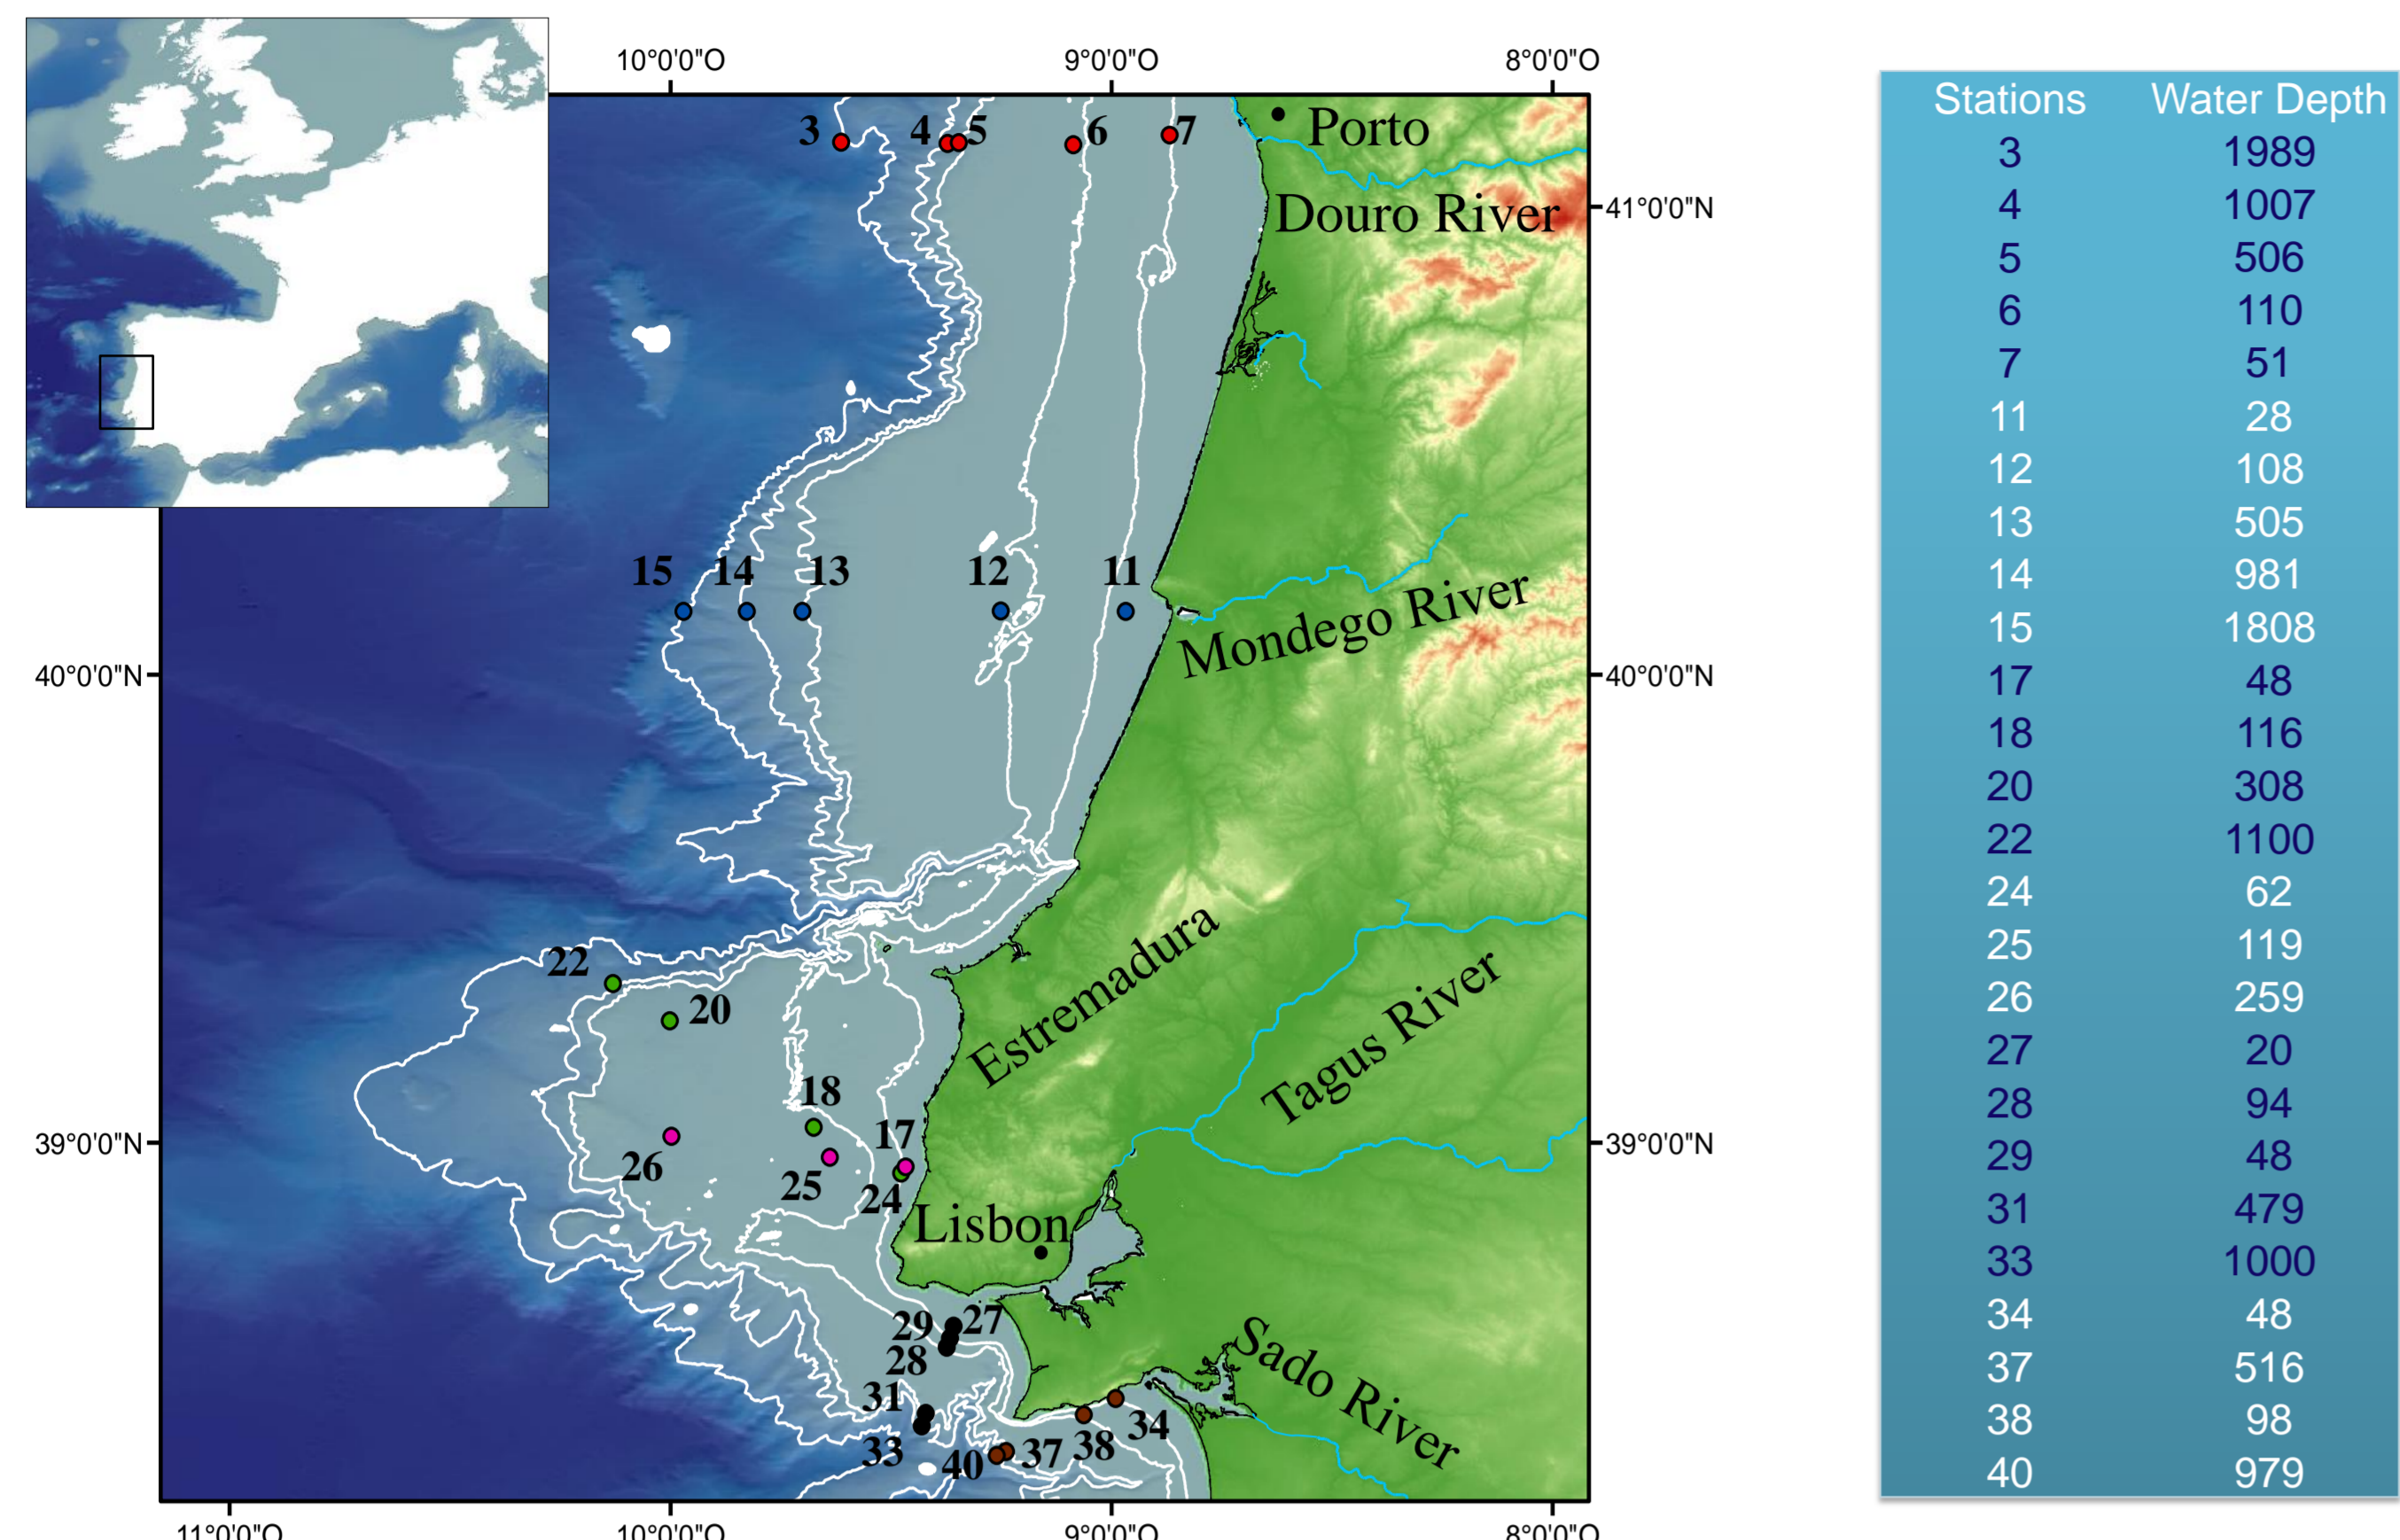 10°0'0"O 9°0'0"O 8°0'0"O
3 4 5 6 7 Porto
Douro River
41°0'0"N
15 14 13 12 11
Mondego River
40°0'0"N 40°0'0"N
22
20
Estremadura
Tagus River
18
17
39°0'0"N 39°0'0"N
26 25 24
Lisbon
29 27
28
31
33
40 37 38 34
Sado River
11°0'0"O 10°0'0"O 9°0'0"O 8°0'0"O
Stations Water Depth
3 1989
4 1007
5 506
6 110
7 51
11 28
12 108
13 505
14 981
15 1808
17 48
18 116
20 308
22 1100
24 62
25 119
26 259
27 20
28 94
29 48
31 479
33 1000
34 48
37 516
38 98
40 979